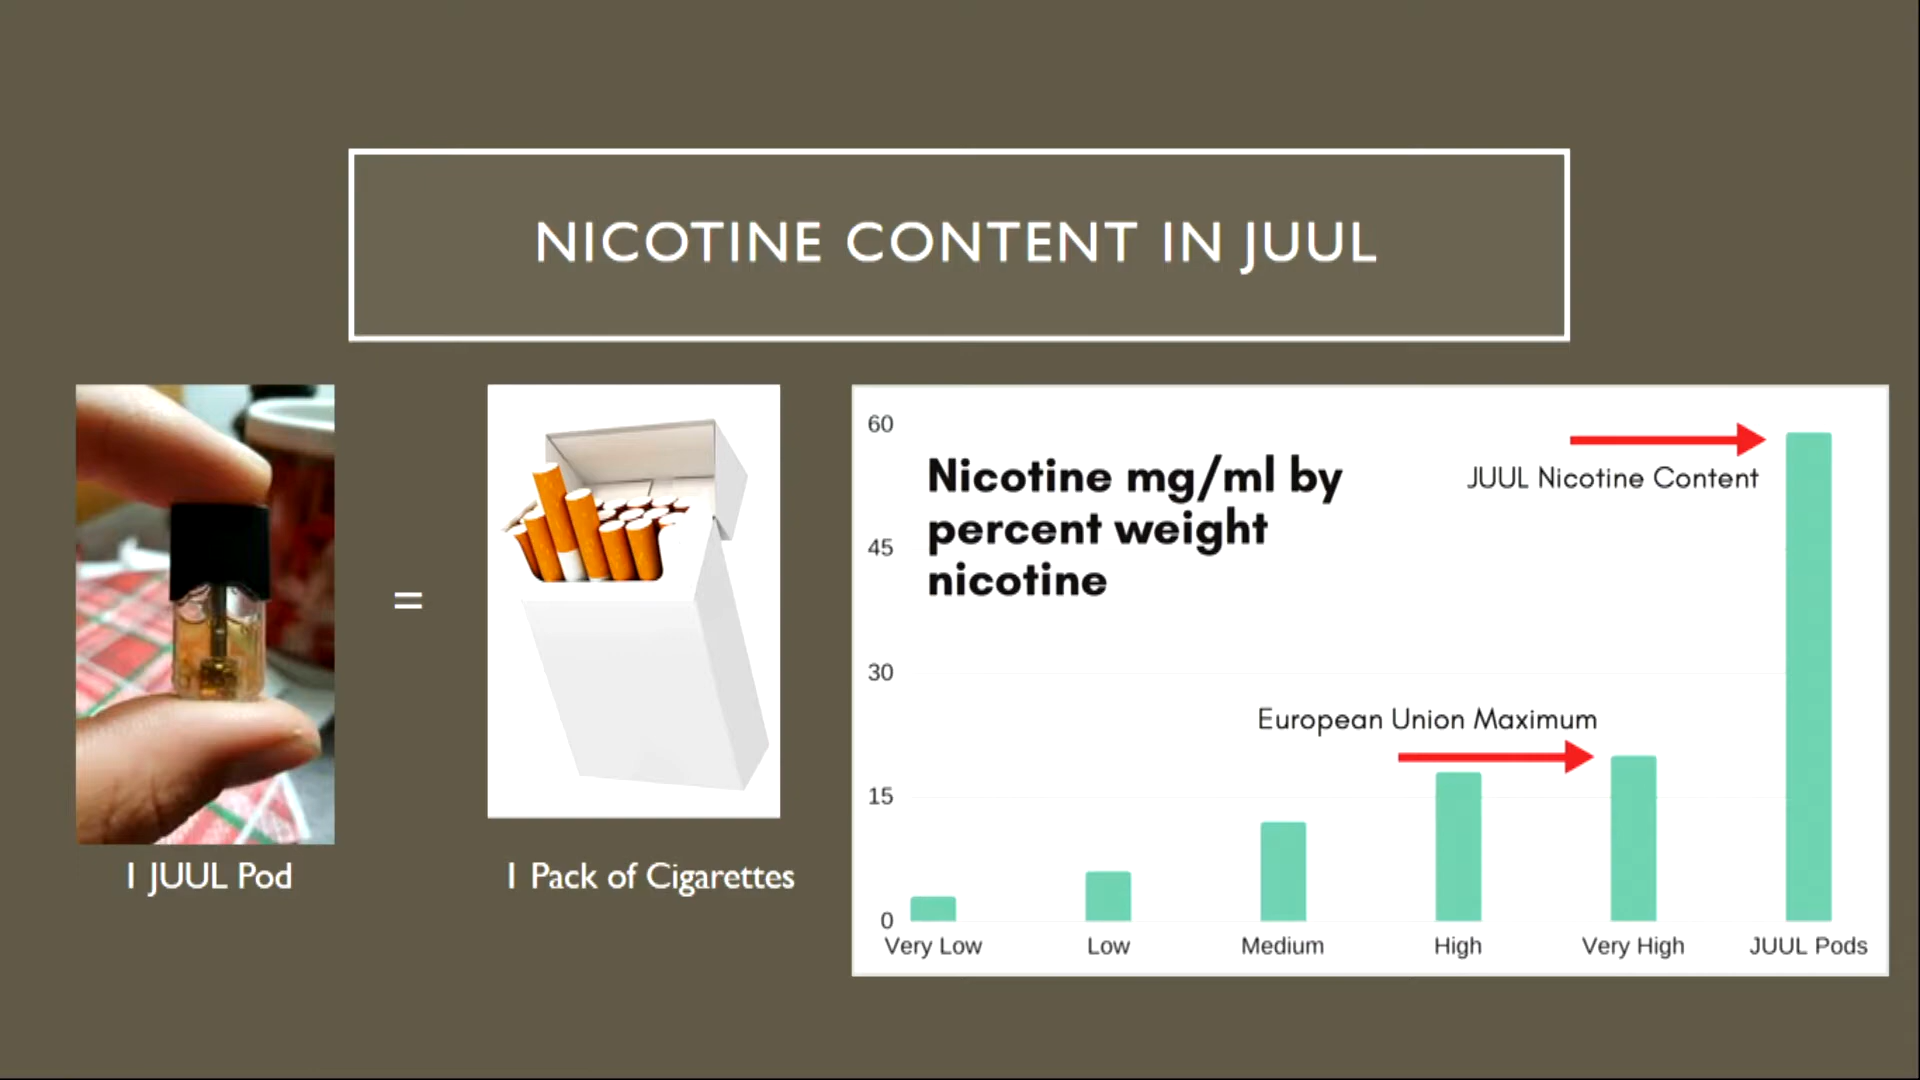 NICOTINE CONTENT IN JUUL
=
1 JUUL Pod
1 Pack of Cigarettes
Nicotine mg/ml by
percent weight
nicotine
JUUL Nicotine Content
European Union Maximum
60
45
30
15
0
Very Low
Low
Medium
High
Very High
JUUL Pods